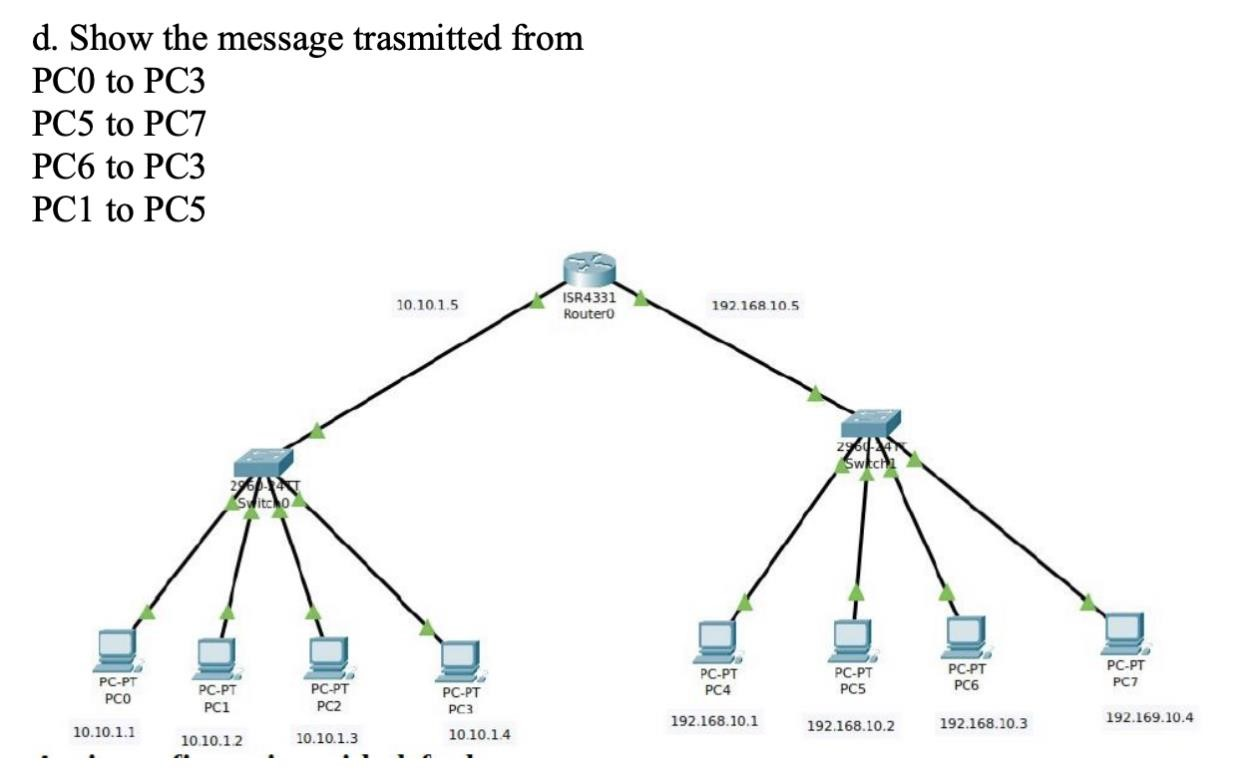 d. Show the message trasmitted from
PC0 to PC3
PC5 to PC7
PC6 to PC3
PC1 to PC5
10.10.1.5
ISR4331
Router0
192.168.10.5
2960-24TT
Switch1
2960-24TT
Switch0
PC-PT
PC0
PC-PT
PC1
PC-PT
PC2
PC-PT
PC3
PC-PT
PC4
PC-PT
PC5
PC-PT
PC6
PC-PT
PC7
10.10.1.1
10.10.1.2
10.10.1.3
10.10.1.4
192.168.10.1
192.168.10.2
192.168.10.3
192.169.10.4